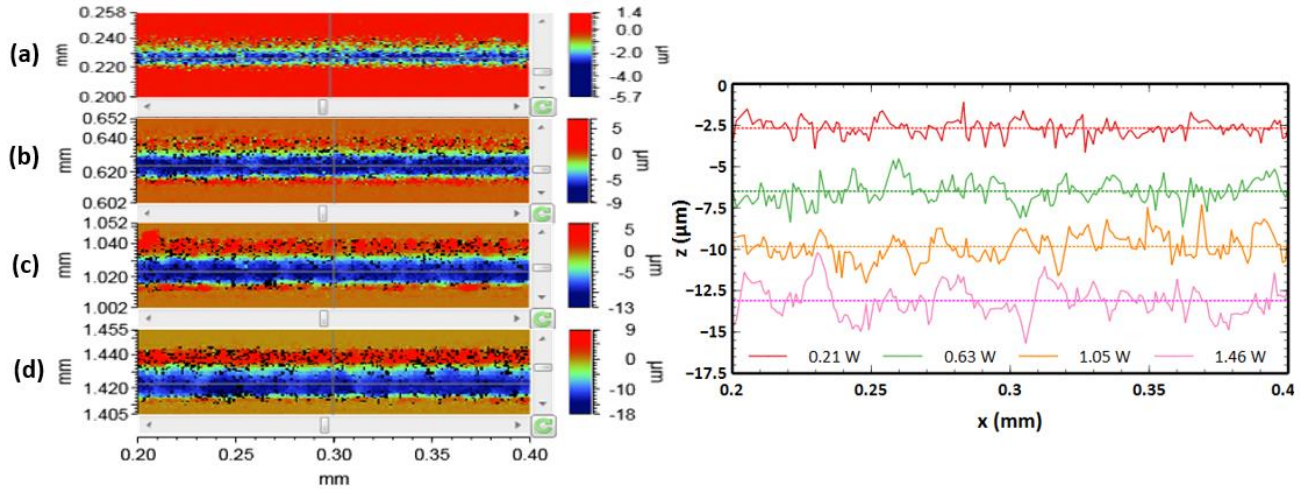 (a)
mm
0.258
0.240
0.220
0.200
1.4
0.0
-2.0
-4.0
-5.7
µm
(b)
mm
0.652
0.640
0.620
0.602
5
0
-5
-9
µm
(c)
mm
1.052
1.040
1.020
1.002
5
0
-5
-13
µm
(d)
mm
1.455
1.440
1.420
1.405
9
0
-10
-18
µm
0.20 0.25 0.30 0.35 0.40
mm
0
−2.5
−5
−7.5
−10
−12.5
−15
−17.5
z (µm)
0.21 W 0.63 W 1.05 W 1.46 W
0.2 0.25 0.3 0.35 0.4
x (mm)